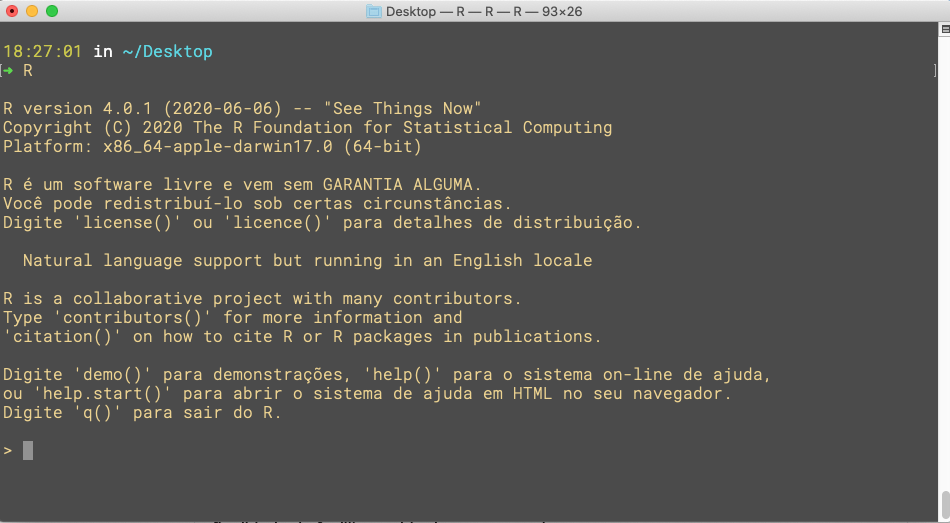 Desktop — R — R — R — 93×26
18:27:01 in ~/Desktop
[➜ R ]
R version 4.0.1 (2020-06-06) -- "See Things Now"
Copyright (C) 2020 The R Foundation for Statistical Computing
Platform: x86_64-apple-darwin17.0 (64-bit)
R é um software livre e vem sem GARANTIA ALGUMA.
Você pode redistribuí-lo sob certas circunstâncias.
Digite 'license()' ou 'licence()' para detalhes de distribuição.
Natural language support but running in an English locale
R is a collaborative project with many contributors.
Type 'contributors()' for more information and
'citation()' on how to cite R or R packages in publications.
Digite 'demo()' para demonstrações, 'help()' para o sistema on-line de ajuda,
ou 'help.start()' para abrir o sistema de ajuda em HTML no seu navegador.
Digite 'q()' para sair do R.
>